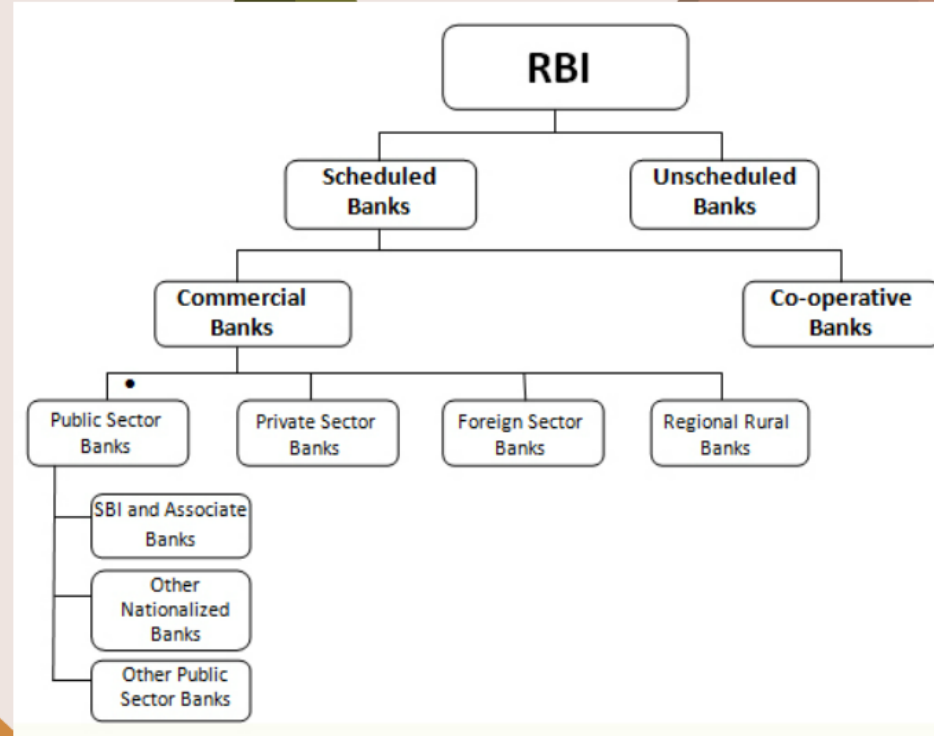 RBI
Scheduled
Banks
Unscheduled
Banks
Commercial
Banks
Co-operative
Banks
Public Sector
Banks
Private Sector
Banks
Foreign Sector
Banks
Regional Rural
Banks
SBI and Associate
Banks
Other
Nationalized
Banks
Other Public
Sector Banks